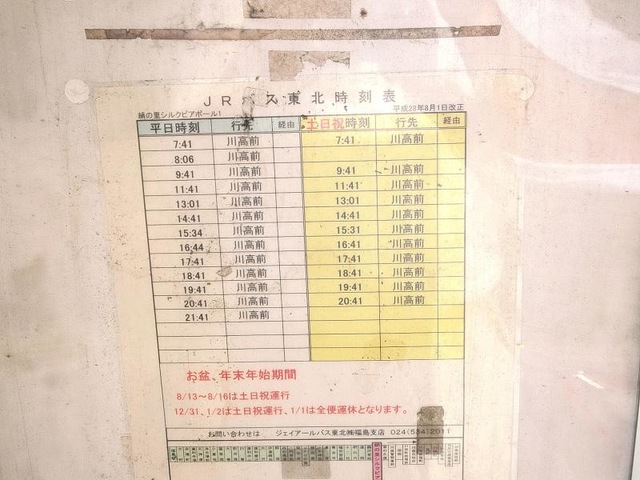 JRバス東北時刻表
絹の里シルクピアポール1 平成28年8月1日改正
平日時刻 行先 経由 土日祝時刻 行先 経由
7:41 川高前 7:41 川高前
8:06 川高前
9:41 川高前 9:41 川高前
11:41 川高前 11:41 川高前
13:01 川高前 13:01 川高前
14:41 川高前 14:41 川高前
15:34 川高前 15:31 川高前
16:44 川高前 16:41 川高前
17:41 川高前 17:41 川高前
18:41 川高前 18:41 川高前
19:41 川高前 19:41 川高前
20:41 川高前 20:41 川高前
21:41 川高前
お盆、年末年始期間
8/13～8/16は土日祝運行
12/31、1/2は土日祝運行、1/1は全便運休となります。
お問い合わせは ジェイアールバス東北㈱福島支店 024(534)2011